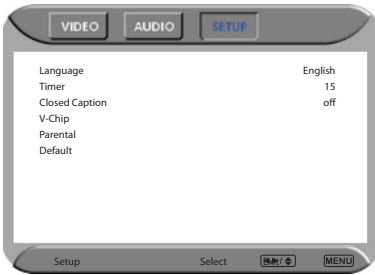 VIDEO AUDIO SETUP
Language English
Timer 15
Closed Caption off
V-Chip
Parental
Default
Setup Select / MENU